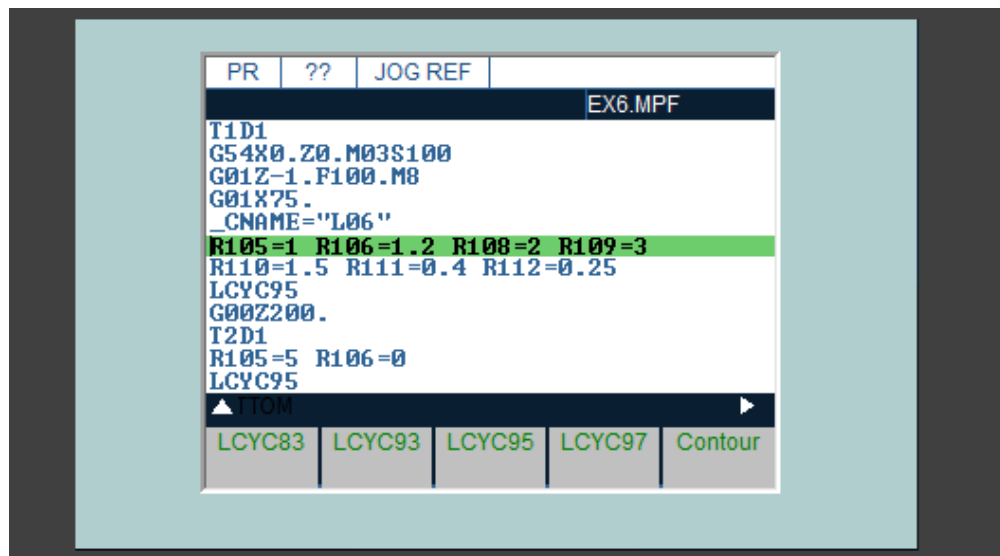 PR ?? JOG REF
EX6.MPF
T1D1
G54X0.Z0.M03S100
G01Z-1.F100.M8
G01X75.
_CNAME="L06"
R105=1 R106=1.2 R108=2 R109=3
R110=1.5 R111=0.4 R112=0.25
LCYC95
G00Z200.
T2D1
R105=5 R106=0
LCYC95
TTOM
LCYC83 LCYC93 LCYC95 LCYC97 Contour